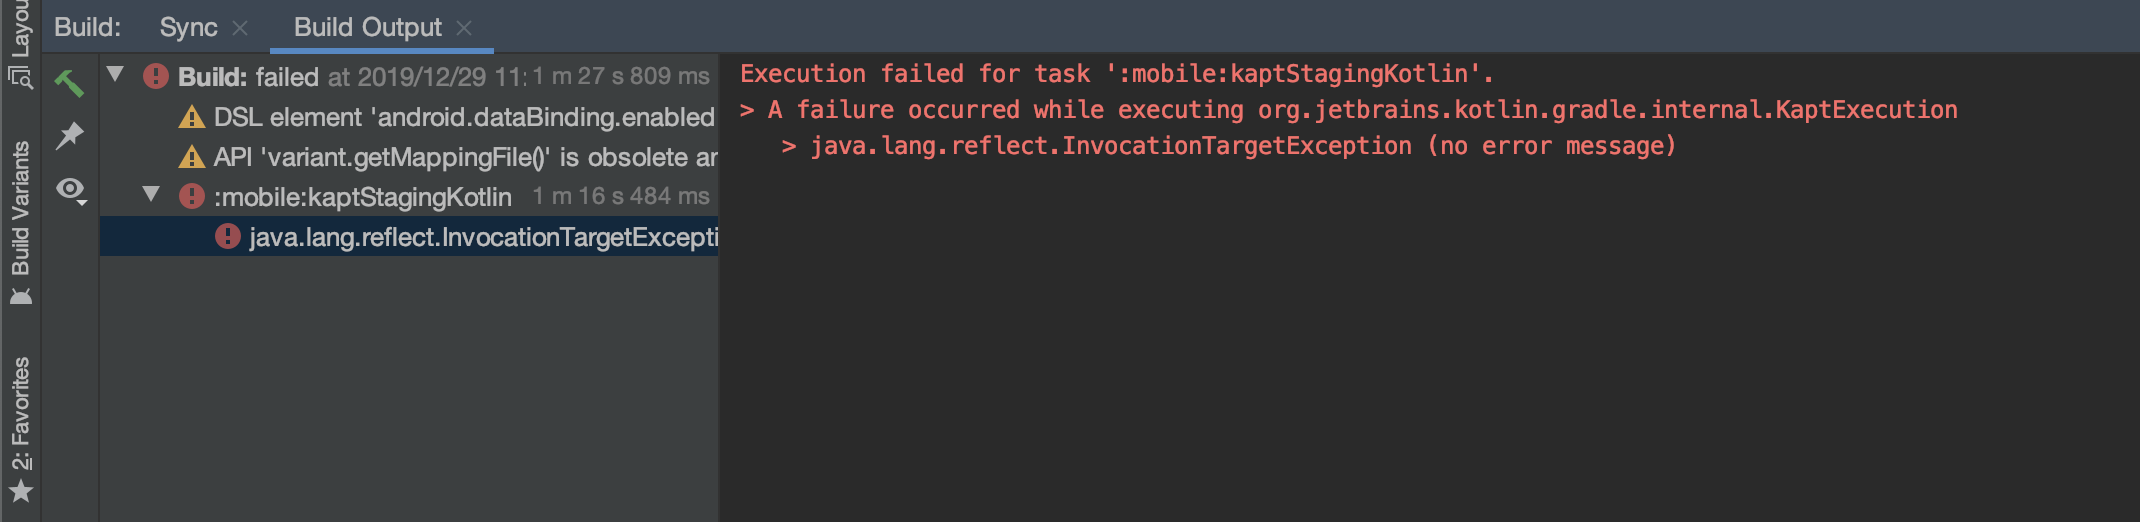 Build:
Sync
Build Output
Build: failed at 2019/12/29 11: 1 m 27 s 809 ms
DSL element 'android.dataBinding.enabled
API 'variant.getMappingFile()' is obsolete ar
:mobile:kaptStagingKotlin 1 m 16 s 484 ms
java.lang.reflect.InvocationTargetExcepti
Execution failed for task ':mobile:kaptStagingKotlin'.
> A failure occurred while executing org.jetbrains.kotlin.gradle.internal.KaptExecution
> java.lang.reflect.InvocationTargetException (no error message)
Layou
Build Variants
2: Favorites